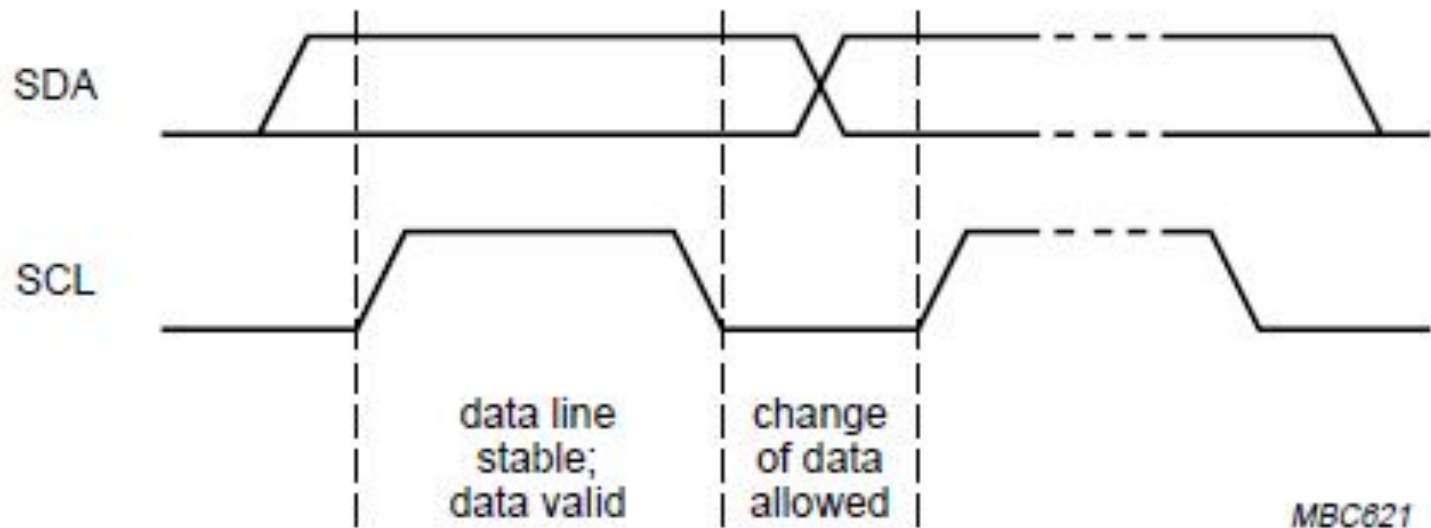 SDA
SCL
data line
stable;
data valid
change
of data
allowed
MBC621